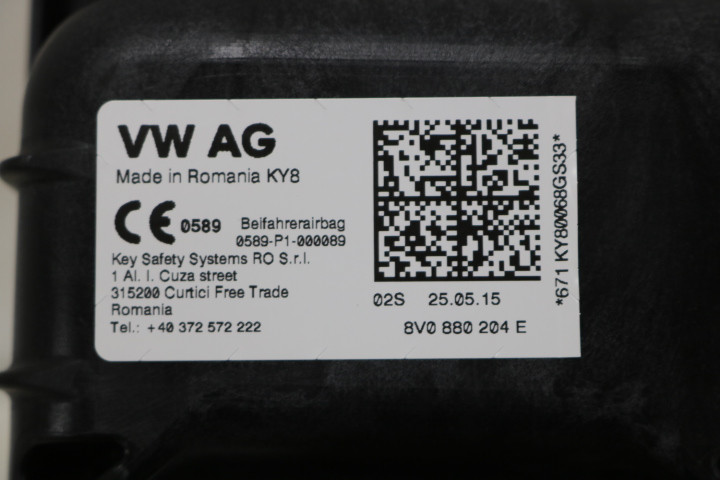 VW AG
Made in Romania KY8
CE 0589 Beifahrerairbag
0589-P1-000089
Key Safety Systems RO S.r.l.
1 Al. I. Cuza street
315200 Curtici Free Trade
Romania
Tel.: +40 372 572 222
02S 25.05.15
8V0 880 204 E
*671 KY80068GS33*